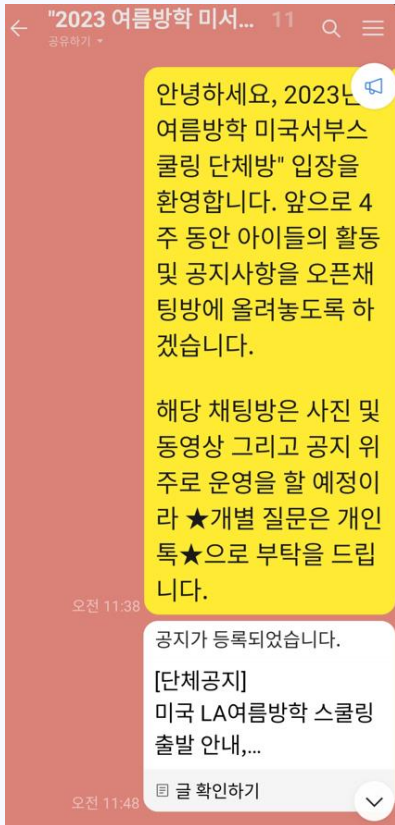 "2023 여름방학 미서... 11
공유하기
안녕하세요, 2023년
여름방학 미국서부스
쿨링 단체방" 입장을
환영합니다. 앞으로 4
주 동안 아이들의 활동
및 공지사항을 오픈채
팅방에 올려놓도록 하
겠습니다.
해당 채팅방은 사진 및
동영상 그리고 공지 위
주로 운영을 할 예정이
라 ★개별 질문은 개인
톡★으로 부탁을 드립
니다.
오전 11:38
공지가 등록되었습니다.
[단체공지]
미국 LA여름방학 스쿨링
출발 안내,...
글 확인하기
오전 11:48